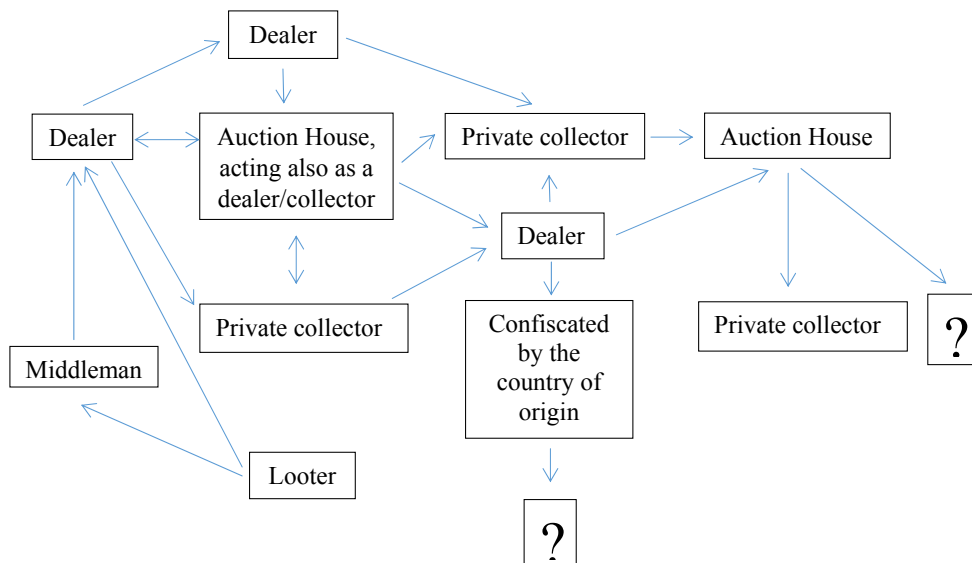 Dealer
Dealer
Auction House,
acting also as a
dealer/collector
Private collector
Auction House
Dealer
Private collector
Confiscated
by the
country of
origin
Private collector
?
Middleman
Looter
?